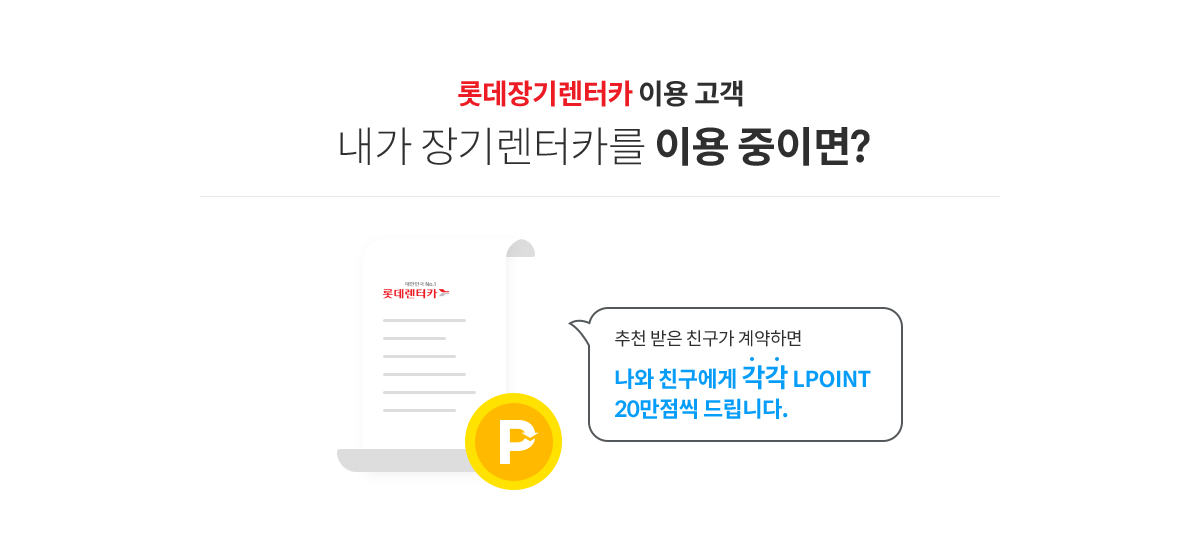 롯데장기렌터카 이용 고객
내가 장기렌터카를 이용 중이면?
대한민국 No.1
롯데렌터카
추천 받은 친구가 계약하면
나와 친구에게 각각 LPOINT
20만점씩 드립니다.
P